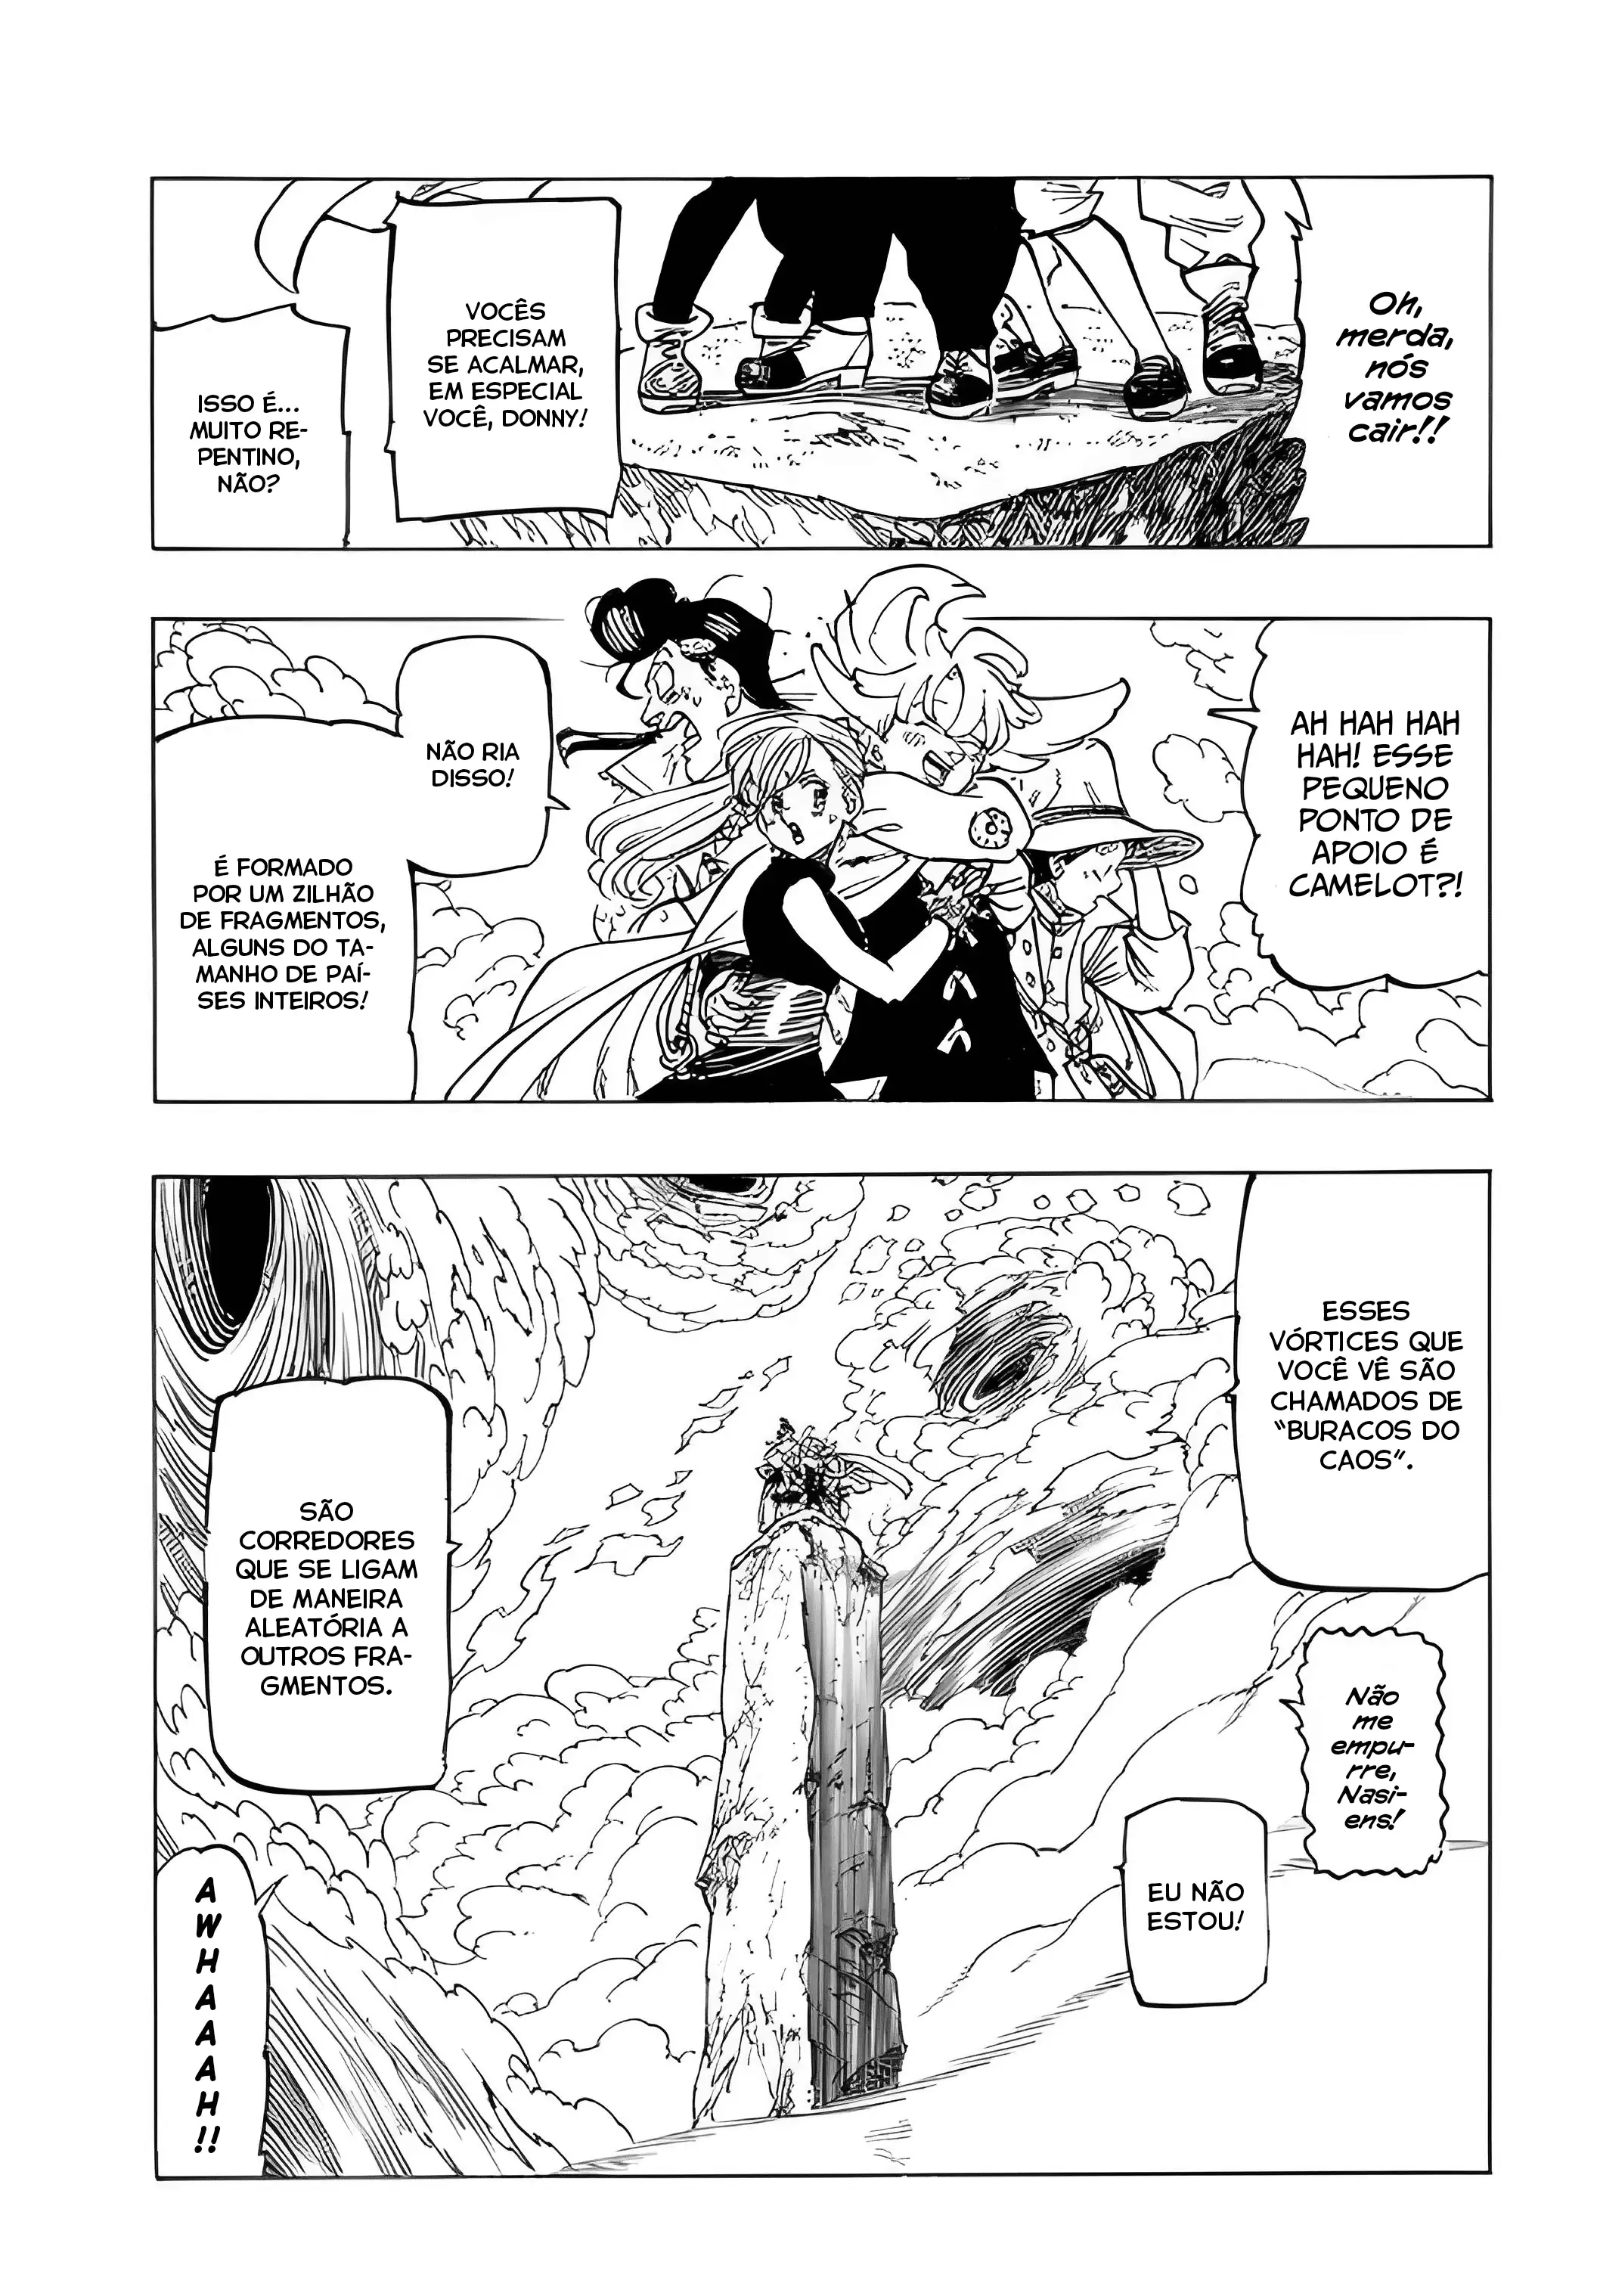 Oh,
merda,
nós
vamos
cair!!
VOCÊS
PRECISAM
SE ACALMAR,
EM ESPECIAL
VOCÊ, DONNY!
ISSO É...
MUITO RE-
PENTINO,
NÃO?
AH HAH HAH
HAH! ESSE
PEQUENO
PONTO DE
APOIO É
CAMELOT?!
NÃO RIA
DISSO!
É FORMADO
POR UM ZILHÃO
DE FRAGMENTOS,
ALGUNS DO TA-
MANHO DE PAÍ-
SES INTEIROS!
ESSES
VÓRTICES QUE
VOCÊ VÊ SÃO
CHAMADOS DE
“BURACOS DO
CAOS”.
SÃO
CORREDORES
QUE SE LIGAM
DE MANEIRA
ALEATÓRIA A
OUTROS FRA-
GMENTOS.
Não
me
empu-
rre,
Nasi-
ens!
EU NÃO
ESTOU!
A
W
H
A
A
A
H
!!